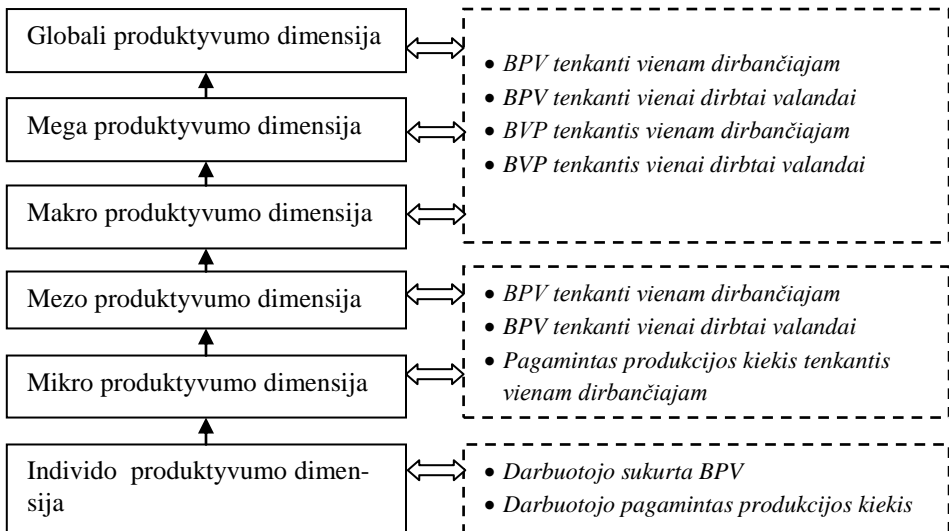 Globali produktyvumo dimensija
Mega produktyvumo dimensija
Makro produktyvumo dimensija
• BPV tenkanti vienam dirbančiajam
• BPV tenkanti vienai dirbtai valandai
• BVP tenkantis vienam dirbančiajam
• BVP tenkantis vienai dirbtai valandai
Mezo produktyvumo dimensija
Mikro produktyvumo dimensija
• BPV tenkanti vienam dirbančiajam
• BPV tenkanti vienai dirbtai valandai
• Pagamintas produkcijos kiekis tenkantis
vienam dirbančiajam
Individo produktyvumo dimen-
sija
• Darbuotojo sukurta BPV
• Darbuotojo pagamintas produkcijos kiekis